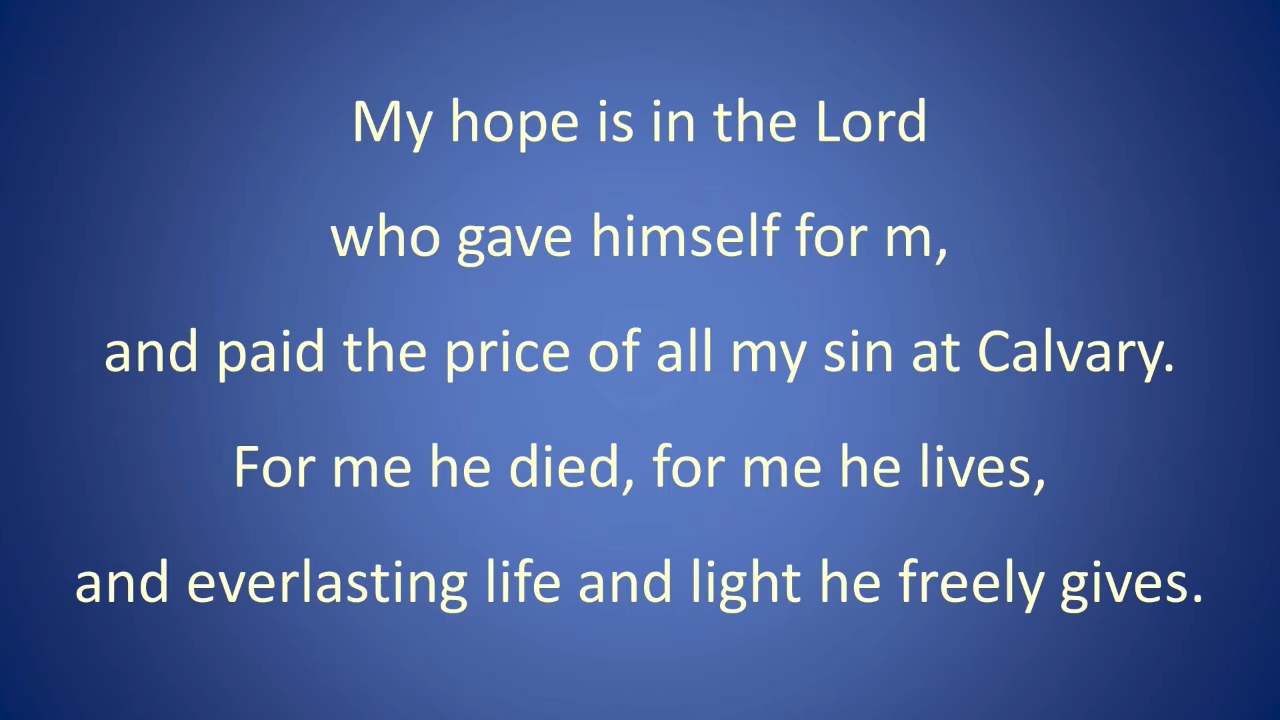 My hope is in the Lord
who gave himself for m,
and paid the price of all my sin at Calvary.
For me he died, for me he lives,
and everlasting life and light he freely gives.